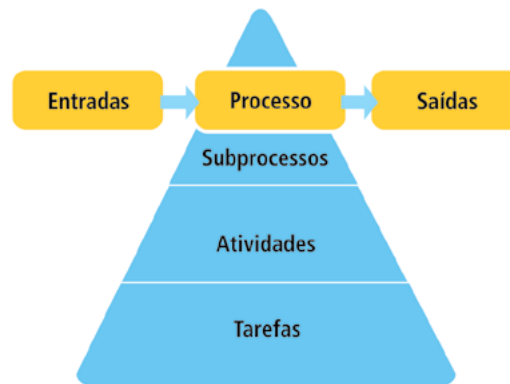 Entradas
Processo
Saídas
Subprocessos
Atividades
Tarefas